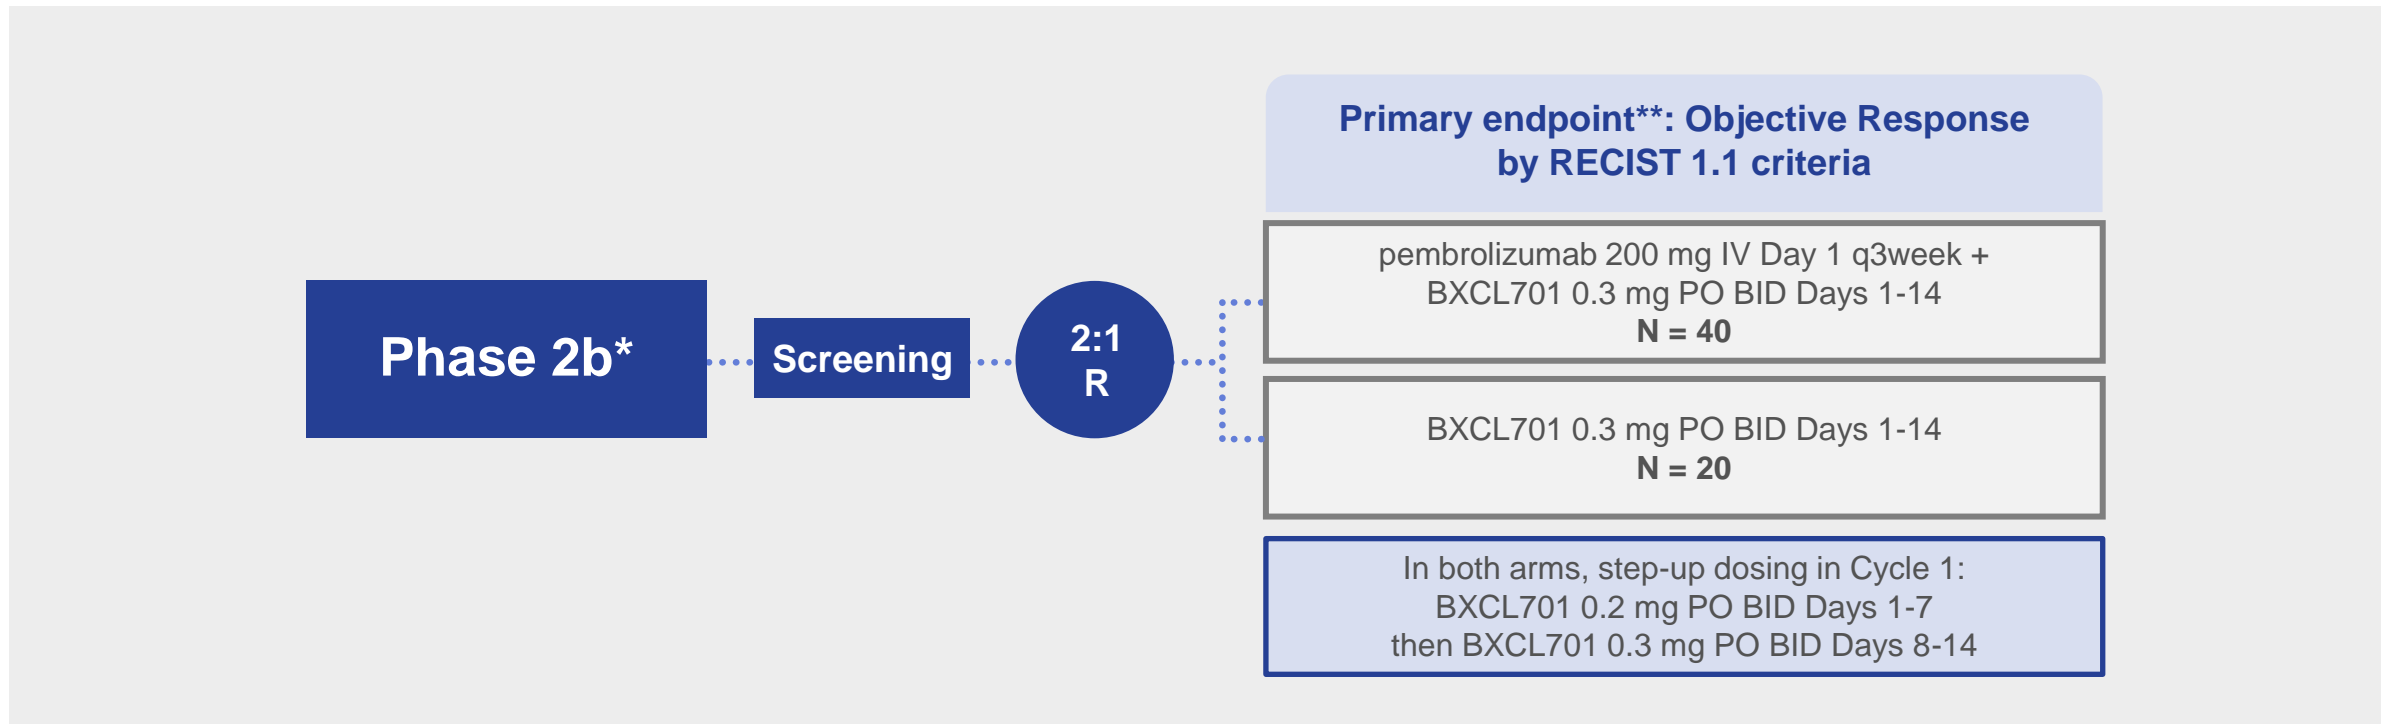 Phase 2b*
Screening
2:1
R
Primary endpoint**: Objective Response
by RECIST 1.1 criteria
pembrolizumab 200 mg IV Day 1 q3week +
BXCL701 0.3 mg PO BID Days 1-14
N = 40
BXCL701 0.3 mg PO BID Days 1-14
N = 20
In both arms, step-up dosing in Cycle 1:
BXCL701 0.2 mg PO BID Days 1-7
then BXCL701 0.3 mg PO BID Days 8-14